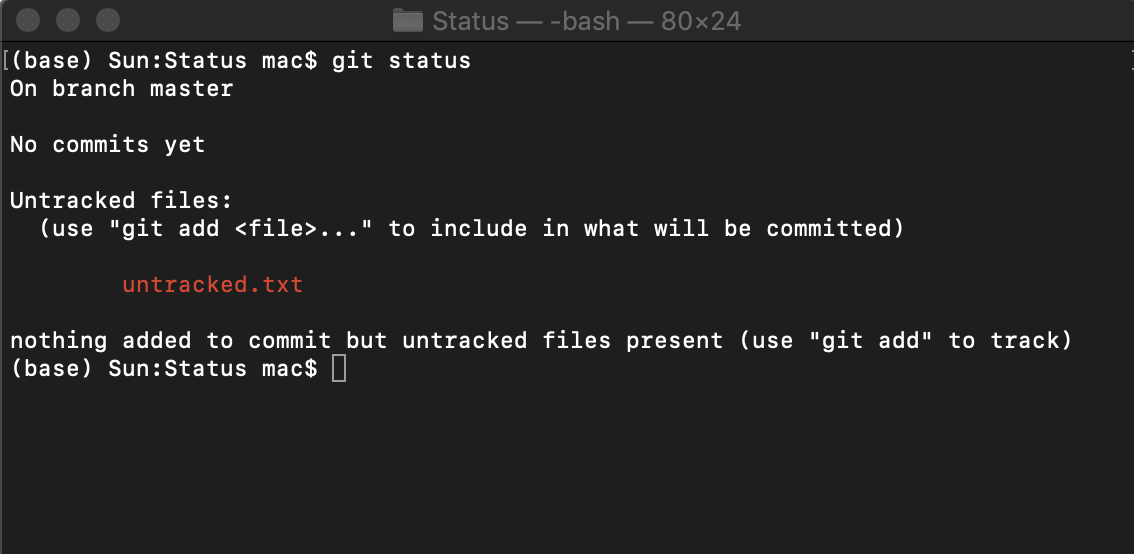 Status — -bash — 80×24
[(base) Sun:Status mac$ git status ]
On branch master
No commits yet
Untracked files:
(use "git add <file>..." to include in what will be committed)
untracked.txt
nothing added to commit but untracked files present (use "git add" to track)
(base) Sun:Status mac$